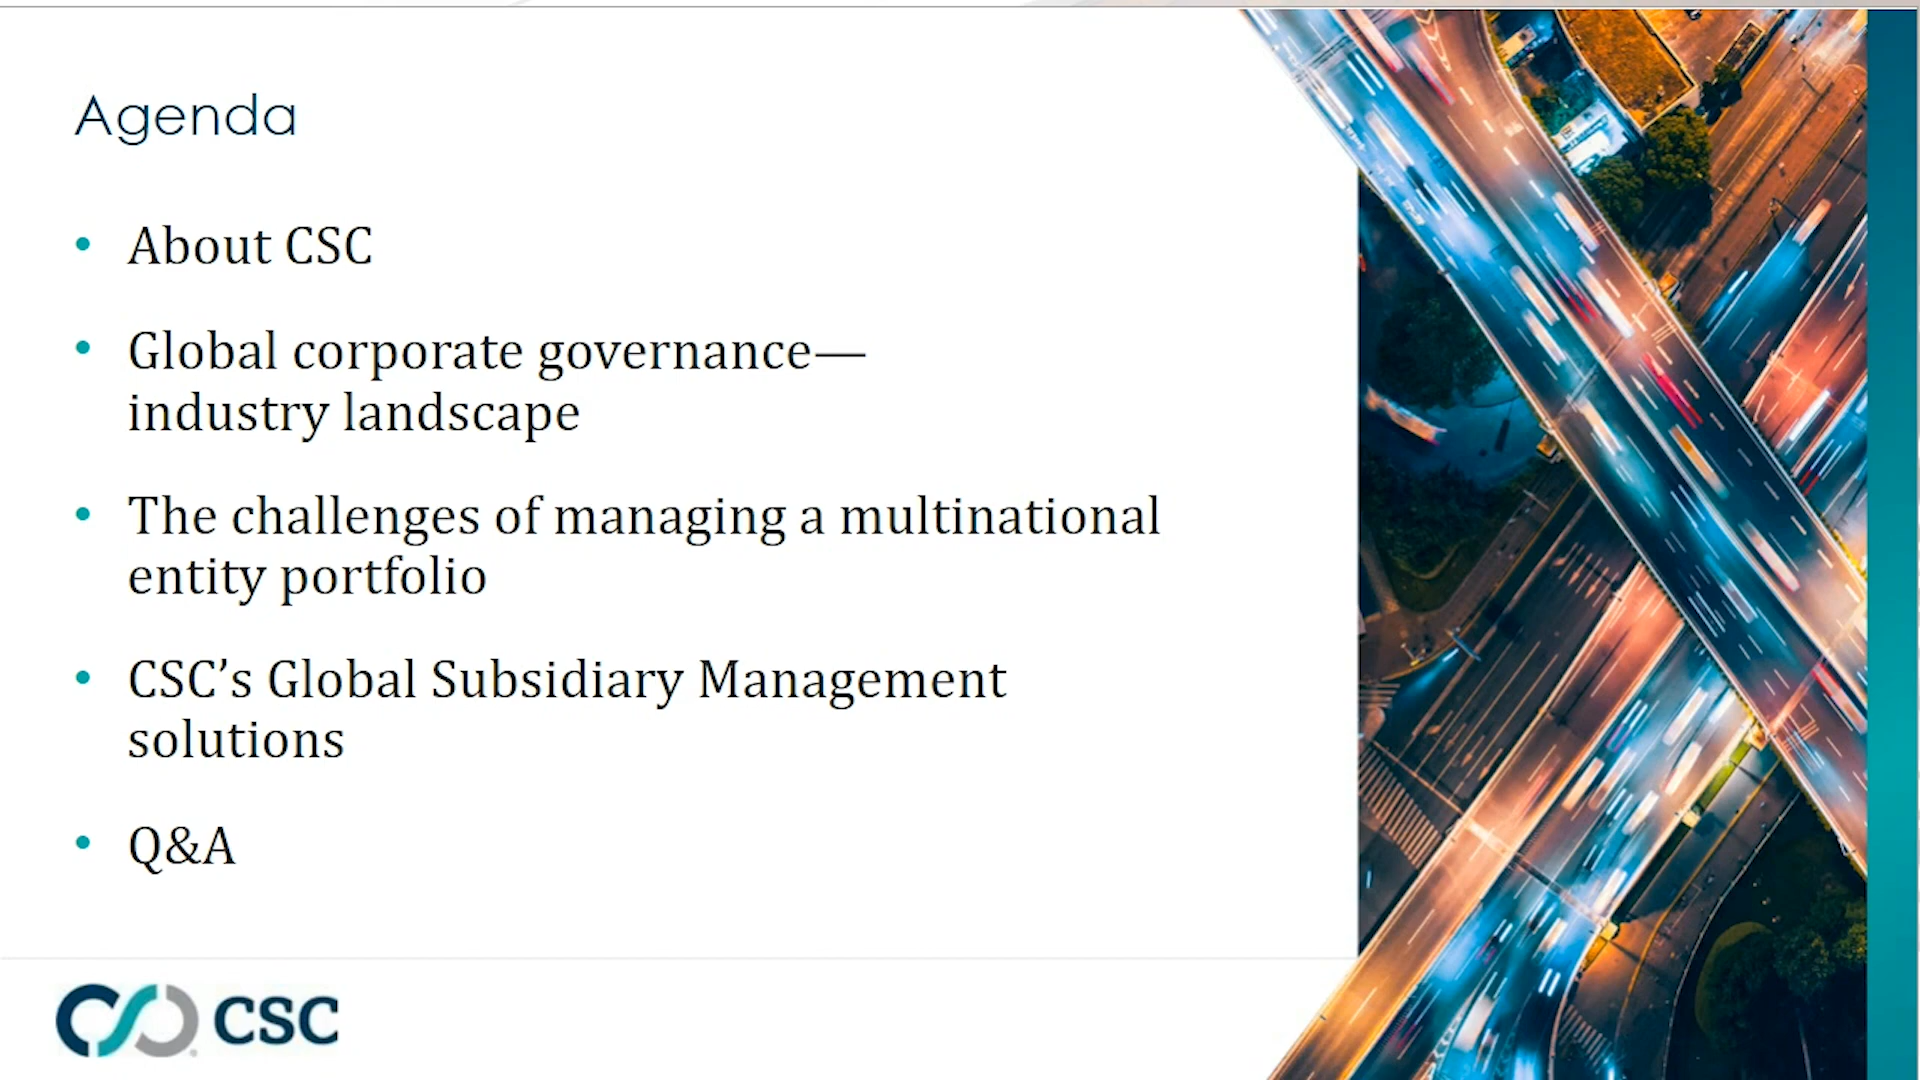 Agenda
• About CSC
• Global corporate governance—
industry landscape
• The challenges of managing a multinational
entity portfolio
• CSC’s Global Subsidiary Management
solutions
• Q&A
CSC